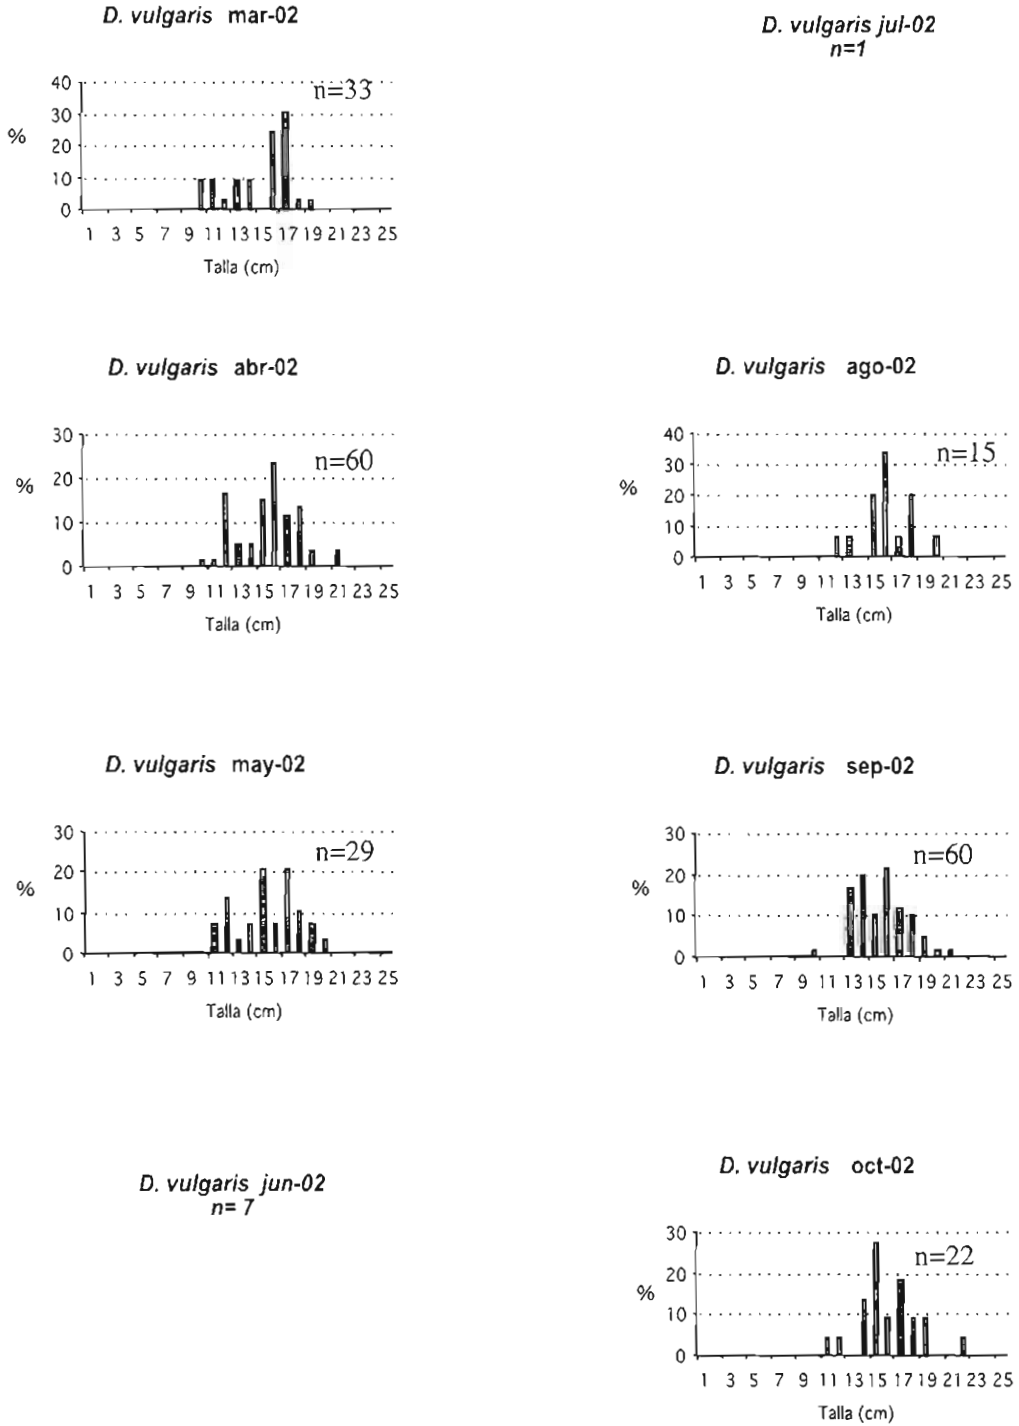 D. vulgaris mar-02
40
n=33
30
%
20
10
0
1 3 5 7 9 11 13 15 17 19 21 23 25
Talla (cm)
D. vulgaris abr-02
30
n=60
20
%
10
0
1 3 5 7 9 11 13 15 17 19 21 23 25
Talla (cm)
D. vulgaris may-02
30
n=29
20
%
10
0
1 3 5 7 9 11 13 15 17 19 21 23 25
Talla (cm)
D. vulgaris jun-02
n= 7
D. vulgaris jul-02
n=1
D. vulgaris ago-02
40
n=15
30
%
20
10
0
1 3 5 7 9 11 13 15 17 19 21 23 25
Talla (cm)
D. vulgaris sep-02
30
n=60
20
%
10
0
1 3 5 7 9 11 13 15 17 19 21 23 25
Talla (cm)
D. vulgaris oct-02
30
n=22
20
%
10
0
1 3 5 7 9 11 13 15 17 19 21 23 25
Talla (cm)